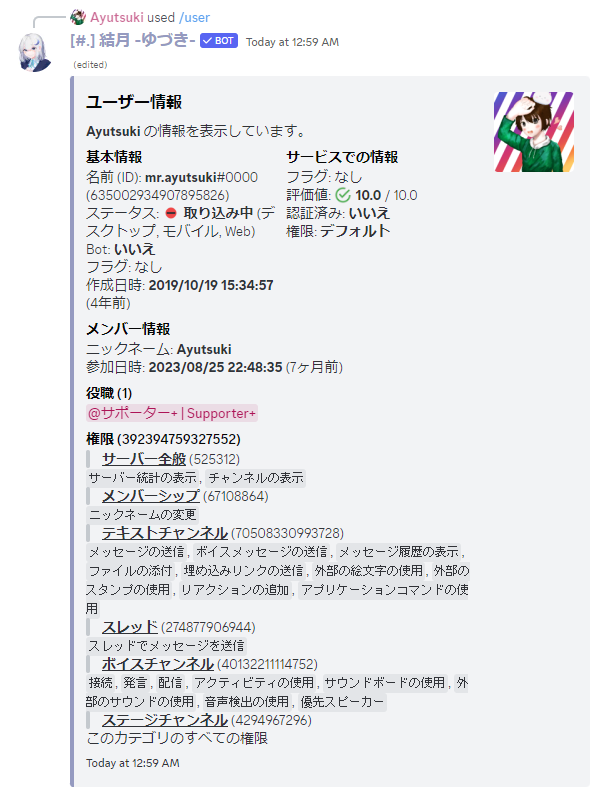 Ayutsuki used /user
[#.] 結月 -ゆづき- ✓ BOT Today at 12:59 AM
(edited)
ユーザー情報
Ayutsuki の情報を表示しています。
基本情報
名前 (ID): mr.ayutsuki#0000
(635002934907895826)
ステータス: 取り込み中 (デ
スクトップ, モバイル, Web)
Bot: いいえ
フラグ: なし
作成日時: 2019/10/19 15:34:57
(4年前)
サービスでの情報
フラグ: なし
評価値: 10.0 / 10.0
認証済み: いいえ
権限: デフォルト
メンバー情報
ニックネーム: Ayutsuki
参加日時: 2023/08/25 22:48:35 (7ヶ月前)
役職 (1)
@サポーター+ | Supporter+
権限 (392394759327552)
サーバー全般 (525312)
サーバー統計の表示, チャンネルの表示
メンバーシップ (67108864)
ニックネームの変更
テキストチャンネル (70508330993728)
メッセージの送信, ボイスメッセージの送信, メッセージ履歴の表示,
ファイルの添付, 埋め込みリンクの送信, 外部の絵文字の使用, 外部の
スタンプの使用, リアクションの追加, アプリケーションコマンドの使
用
スレッド (274877906944)
スレッドでメッセージを送信
ボイスチャンネル (40132211114752)
接続, 発言, 配信, アクティビティの使用, サウンドボードの使用, 外
部のサウンドの使用, 音声検出の使用, 優先スピーカー
ステージチャンネル (4294967296)
このカテゴリのすべての権限
Today at 12:59 AM